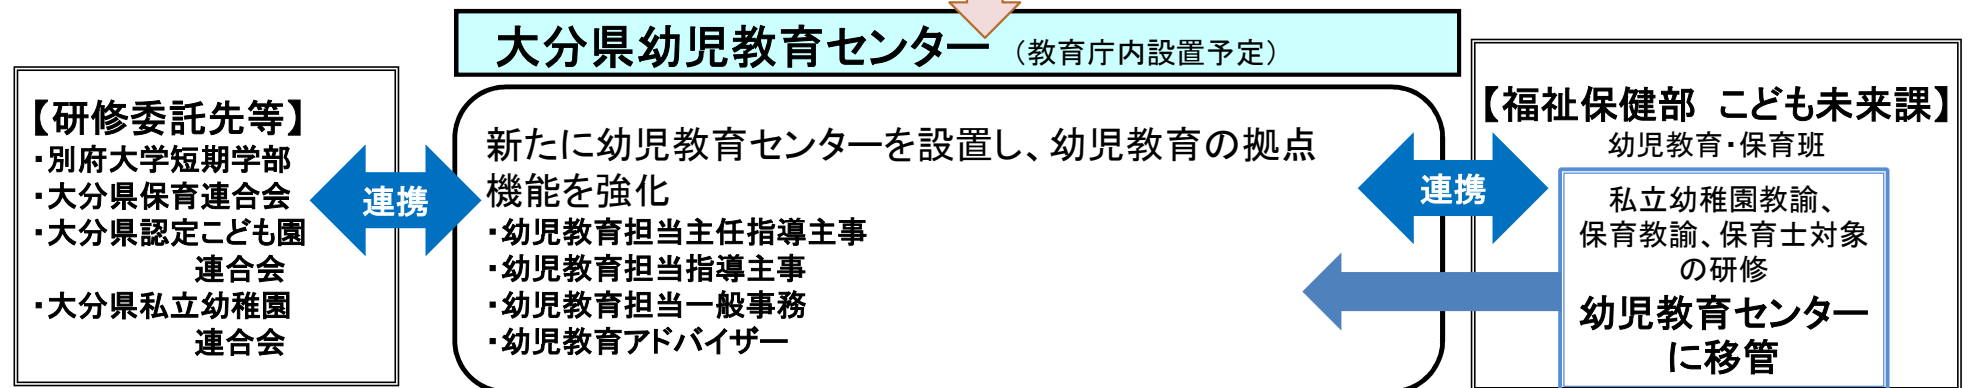 大分県幼児教育センター （教育庁内設置予定）
【研修委託先等】
・別府大学短期学部
・大分県保育連合会
・大分県認定こども園
連合会
・大分県私立幼稚園
連合会
連携
新たに幼児教育センターを設置し、幼児教育の拠点
機能を強化
・幼児教育担当主任指導主事
・幼児教育担当指導主事
・幼児教育担当一般事務
・幼児教育アドバイザー
連携
【福祉保健部 こども未来課】
幼児教育・保育班
私立幼稚園教諭、
保育教諭、保育士対象
の研修
幼児教育センター
に移管